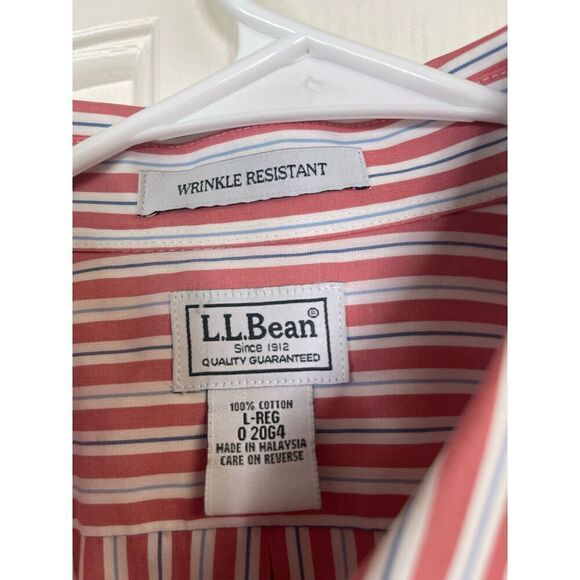 WRINKLE RESISTANT
L.L.Bean®
Since 1912
QUALITY GUARANTEED
100% COTTON
L-REG
0 20G4
MADE IN MALAYSIA
CARE ON REVERSE